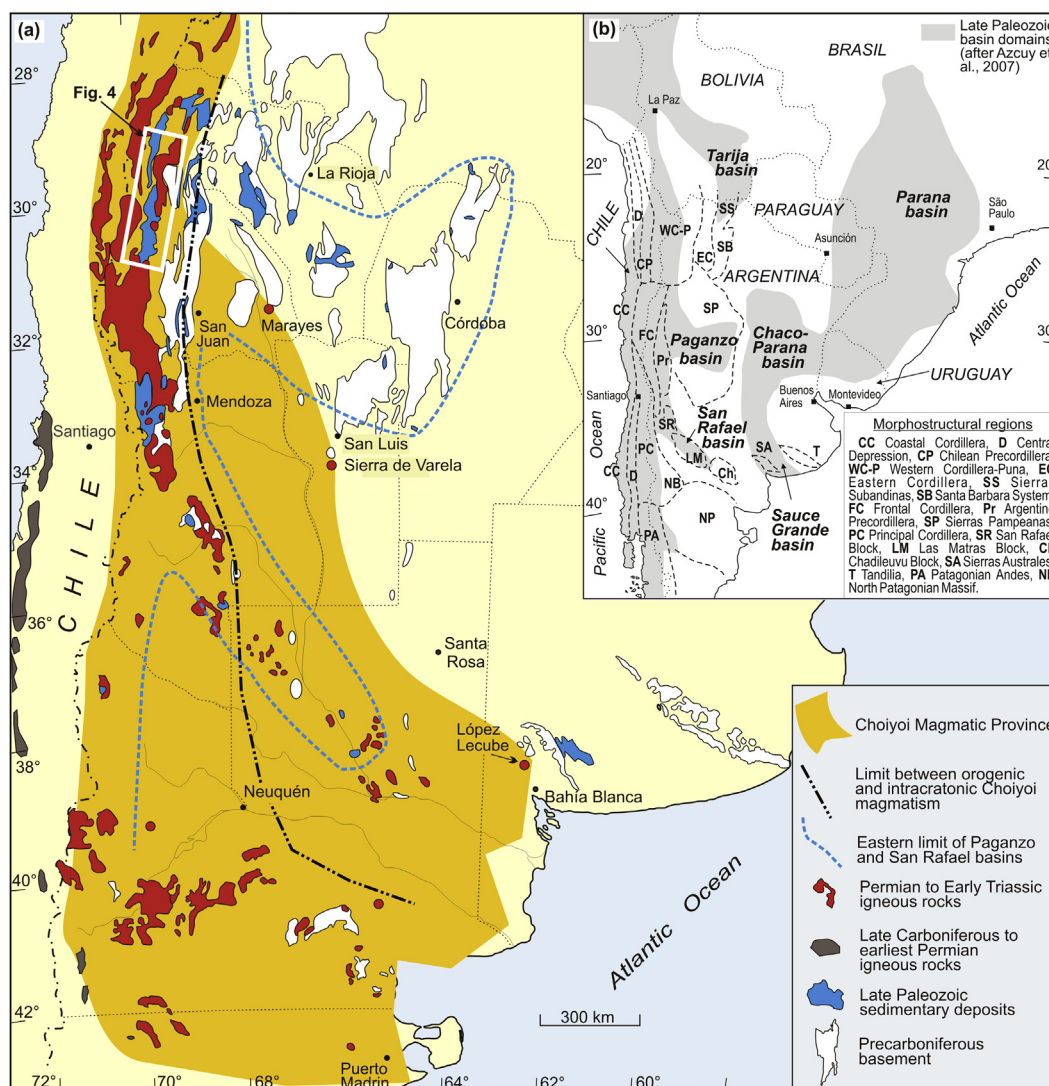 (a)
28°
Fig. 4
La Rioja
30°
San
Juan
Marayes
Córdoba
32°
Mendoza
San Luis
Santiago
Sierra de Varela
34°
CHILE
36°
Santa
Rosa
López
Lecube
38°
Bahía Blanca
Neuquén
40°
Atlantic Ocean
42°
300 km
Puerto
Madrin
72°
70°
68°
64°
62°
60°
(b)
Late Paleozoic
basin domains
(after Azcuy et
al., 2007)
BRASIL
BOLIVIA
La Paz
20°
20°
Tarija
basin
Parana
basin
São
Paulo
CHILE
D
WC-P
SS
PARAGUAY
SB
EC
Asunción
CP
ARGENTINA
Atlantic Ocean
CC
SP
30°
30
FC
Paganzo
basin
Chaco-
Parana
basin
Pr
URUGUAY
Santiago
Buenos
Aires
Montevideo
San
Rafael
basin
SR
PC
LM
SA
T
CC
D
NB
Ch
40°
NP
Sauce
Grande
basin
PA
Pacific Ocean
Morphostructural regions
CC Coastal Cordillera, D Centra
Depression, CP Chilean Precordillera
WC-P Western Cordillera-Puna, EC
Eastern Cordillera, SS Sierra
Subandinas, SB Santa Barbara System
FC Frontal Cordillera, Pr Argentine
Precordillera, SP Sierras Pampeanas
PC Principal Cordillera, SR San Rafae
Block, LM Las Matras Block, Ch
Chadileuvu Block, SA Sierras Australes
T Tandilia, PA Patagonian Andes, NP
North Patagonian Massif.
Choiyoi Magmatic Province
Limit between orogenic
and intracratonic Choiyoi
magmatism
Eastern limit of Paganzo
and San Rafael basins
Permian to Early Triassic
igneous rocks
Late Carboniferous to
earliest Permian
igneous rocks
Late Paleozoic
sedimentary deposits
Precarboniferous
basement